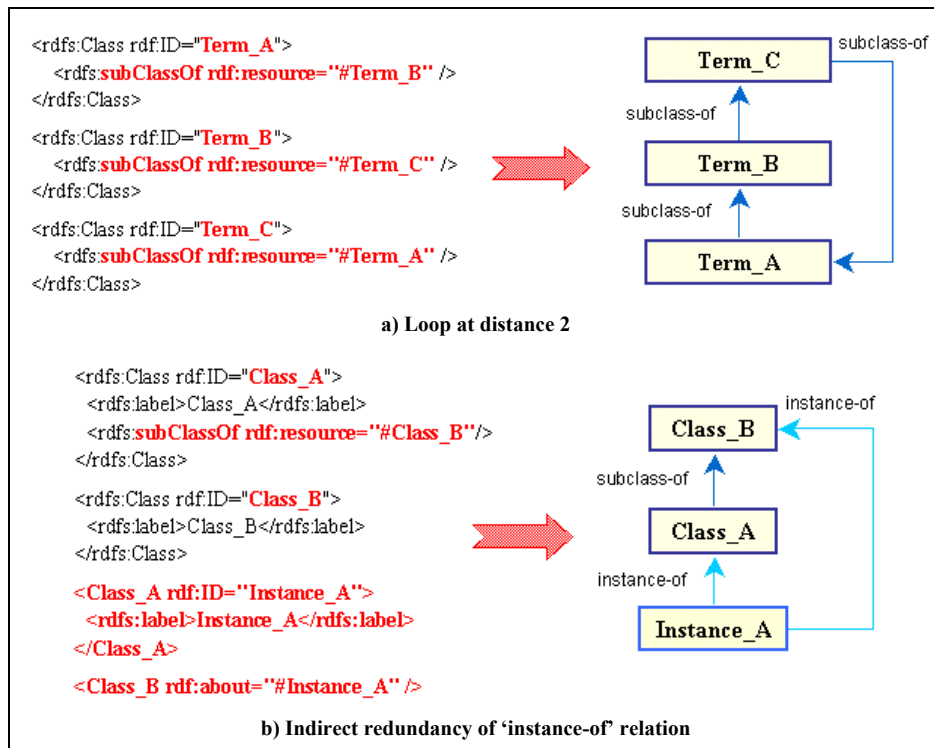 <rdfs:Class rdf:ID="Term_A">
<rdfs:subClassOf rdf:resource="#Term_B" />
</rdfs:Class>
<rdfs:Class rdf:ID="Term_B">
<rdfs:subClassOf rdf:resource="#Term_C" />
</rdfs:Class>
<rdfs:Class rdf:ID="Term_C">
<rdfs:subClassOf rdf:resource="#Term_A" />
</rdfs:Class>
subclass-of
Term_C
subclass-of
Term_B
subclass-of
Term_A
a) Loop at distance 2
<rdfs:Class rdf:ID="Class_A">
<rdfs:label>Class_A</rdfs:label>
<rdfs:subClassOf rdf:resource="#Class_B"/>
</rdfs:Class>
<rdfs:Class rdf:ID="Class_B">
<rdfs:label>Class_B</rdfs:label>
</rdfs:Class>
<Class_A rdf:ID="Instance_A">
<rdfs:label>Instance_A</rdfs:label>
</Class_A>
<Class_B rdf:about="#Instance_A" />
instance-of
Class_B
subclass-of
Class_A
instance-of
Instance_A
b) Indirect redundancy of ‘instance-of’ relation